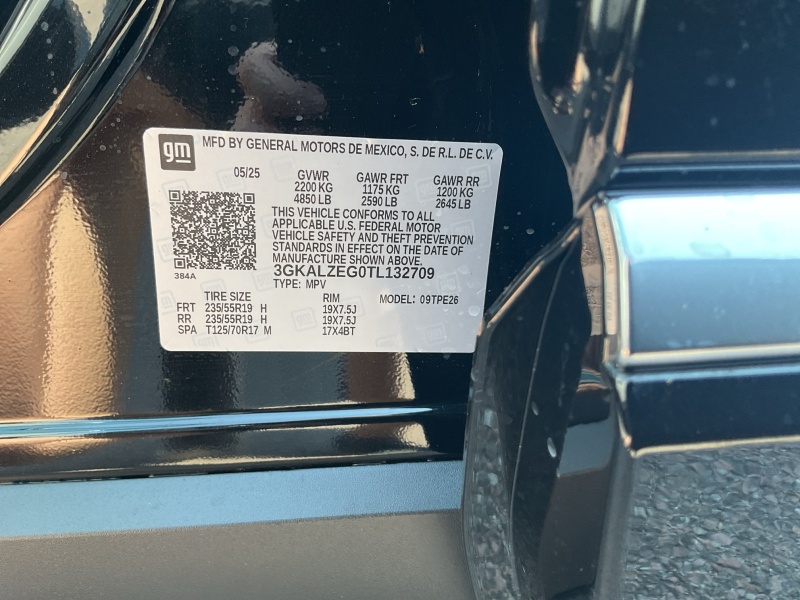 gm MFD BY GENERAL MOTORS DE MEXICO, S. DE R.L. DE C.V.
05/25 GVWR GAWR FRT GAWR RR
2200 KG 1175 KG 1200 KG
4850 LB 2590 LB 2645 LB
THIS VEHICLE CONFORMS TO ALL
APPLICABLE U.S. FEDERAL MOTOR
VEHICLE SAFETY AND THEFT PREVENTION
STANDARDS IN EFFECT ON THE DATE OF
MANUFACTURE SHOWN ABOVE.
384A 3GKALZEG0TL132709
TYPE: MPV
TIRE SIZE RIM MODEL: 09TPE26
FRT 235/55R19 H 19X7.5J
RR 235/55R19 H 19X7.5J
SPA T125/70R17 M 17X4BT